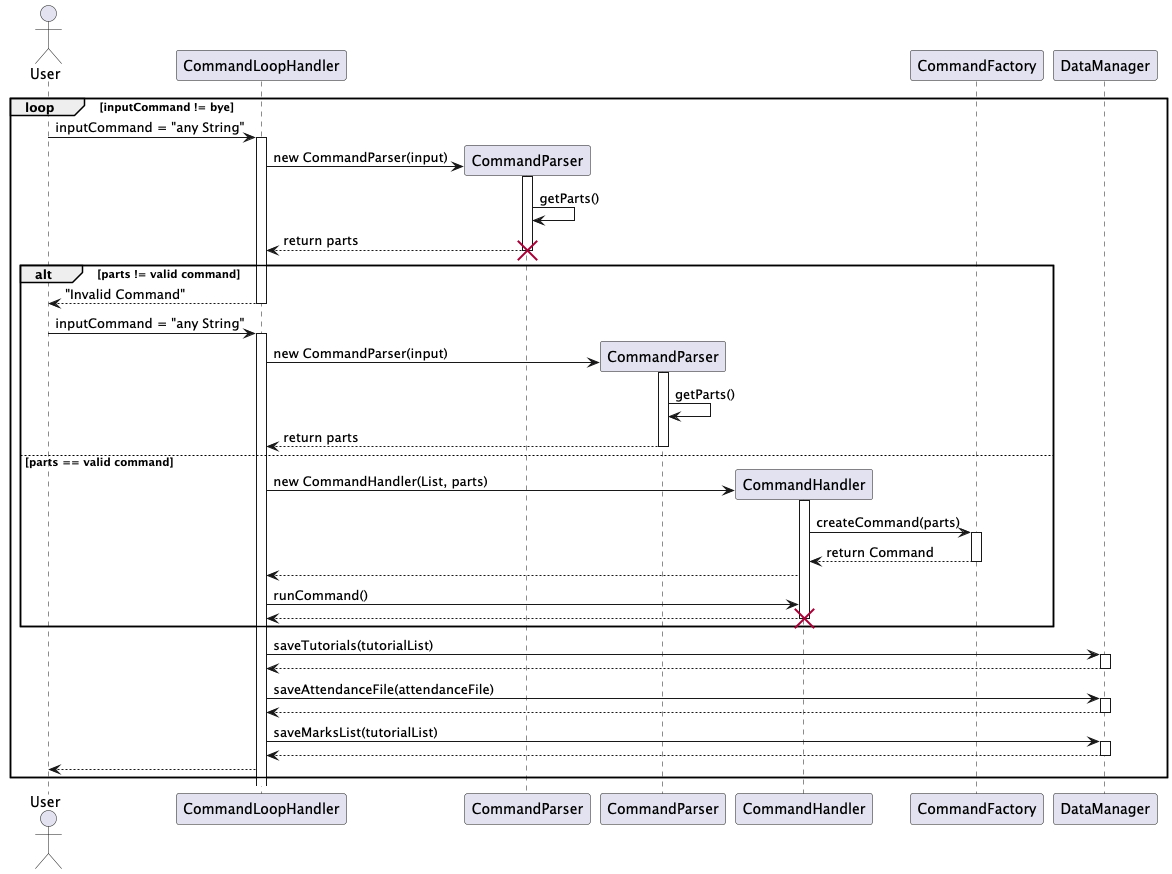 User
CommandLoopHandler
CommandFactory
DataManager
loop
[inputCommand != bye]
inputCommand = "any String"
new CommandParser(input)
CommandParser
getParts()
return parts
alt
[parts != valid command]
"Invalid Command"
inputCommand = "any String"
new CommandParser(input)
CommandParser
getParts()
return parts
[parts == valid command]
new CommandHandler(List, parts)
CommandHandler
createCommand(parts)
return Command
runCommand()
saveTutorials(tutorialList)
saveAttendanceFile(attendanceFile)
saveMarksList(tutorialList)
User
CommandLoopHandler
CommandParser
CommandParser
CommandHandler
CommandFactory
DataManager